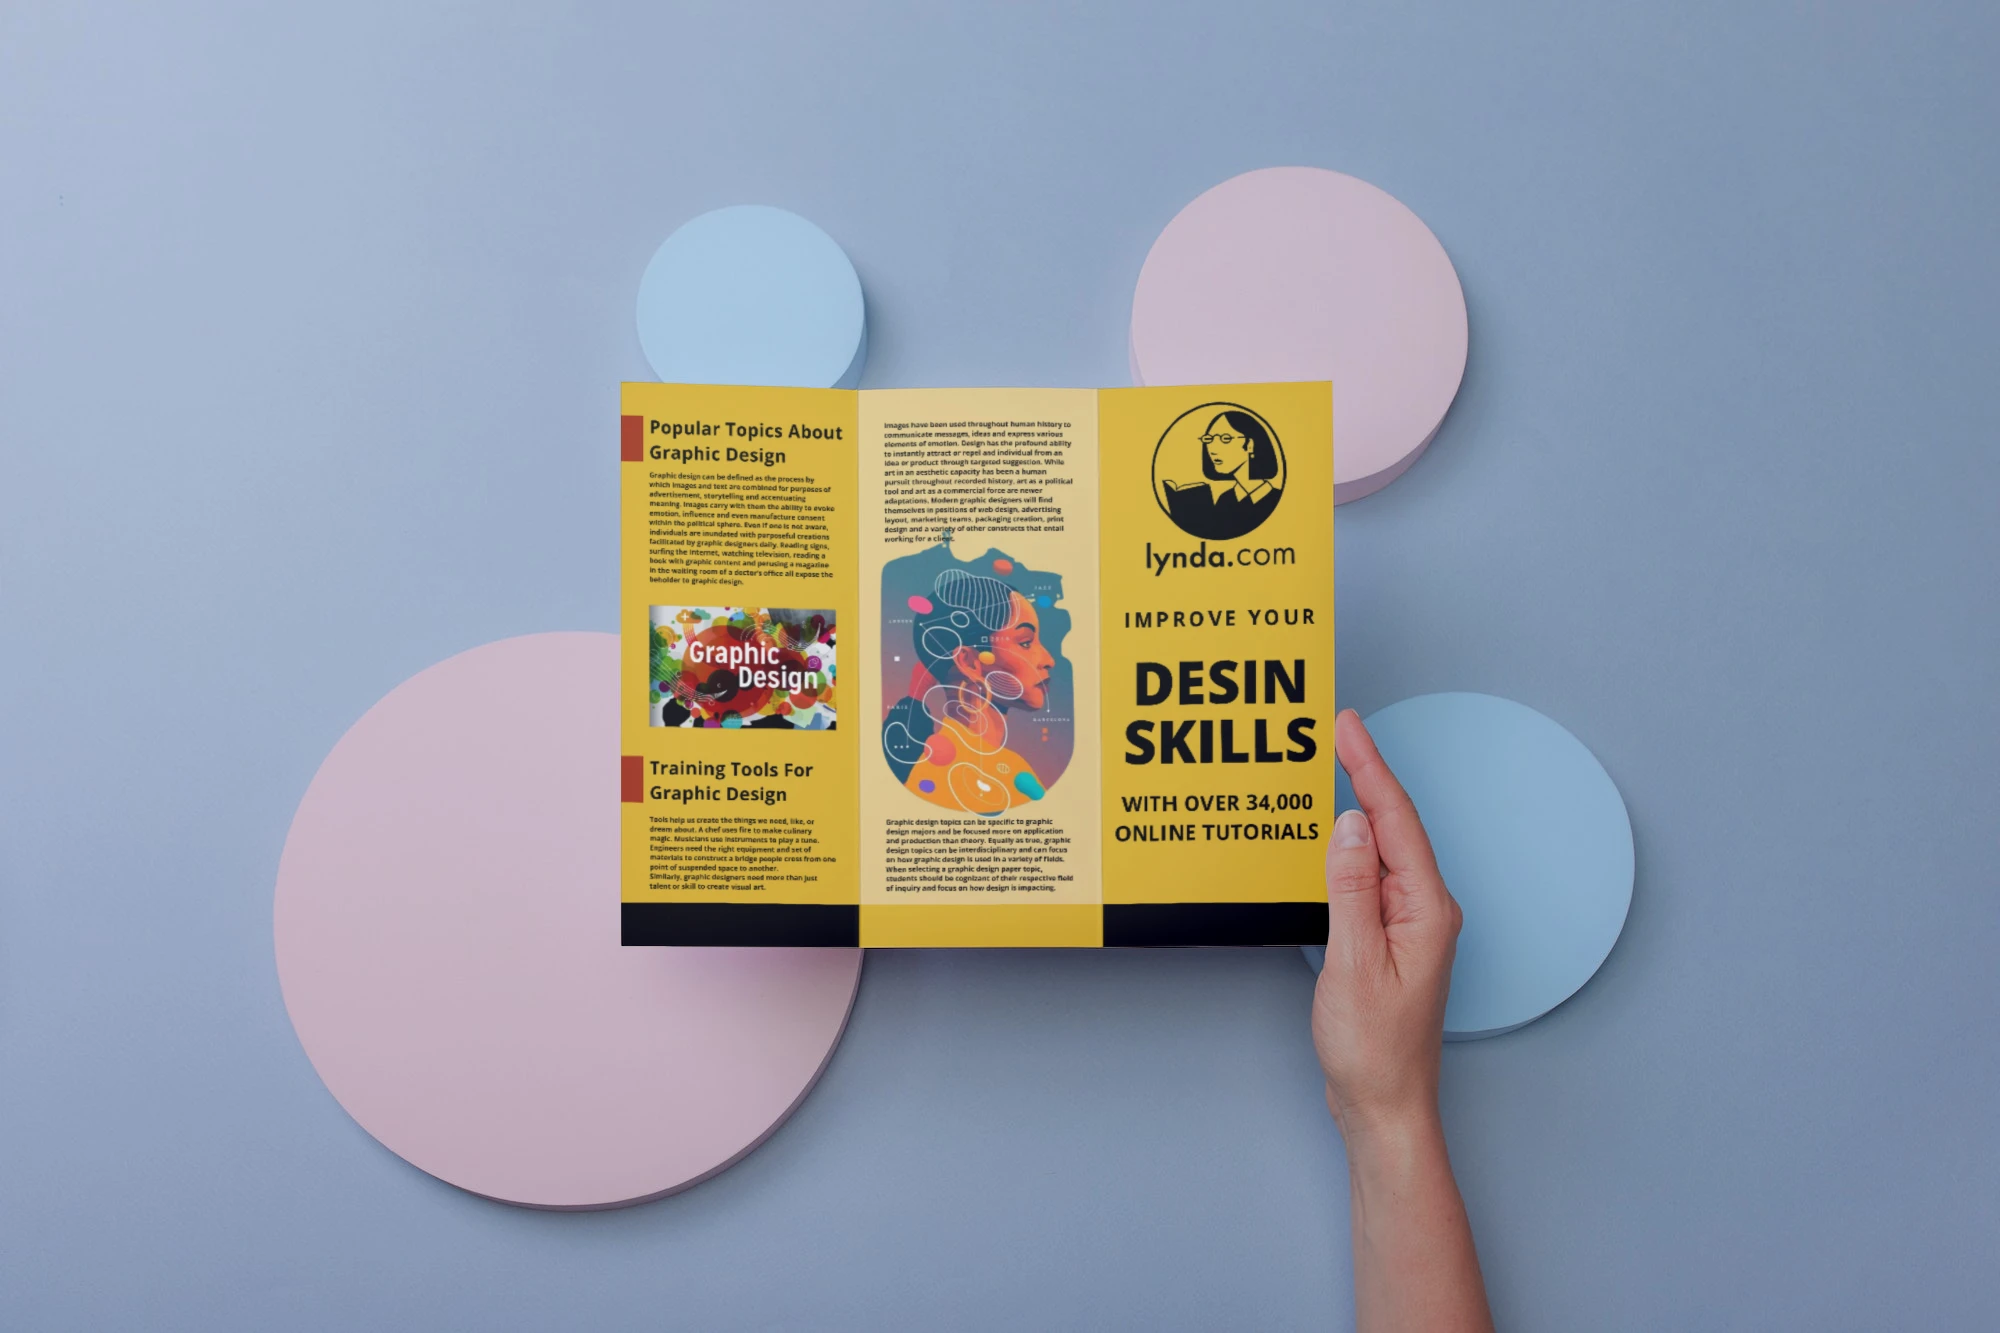 Popular Topics About
Graphic Design
Graphic design can be defined as the process by
which images and text are combined for purposes of
advertisement, storytelling and accentuating
meaning. Images carry with them the ability to evoke
emotion, influence and even manufacture consent
within the political sphere. Even if one is not aware,
individuals are inundated with purposeful creations
facilitated by graphic designers daily. Reading signs,
surfing the internet, watching television, reading a
book with graphic content and perusing a magazine
in the waiting room of a doctor's office all expose the
beholder to graphic design.
Graphic
Design
Training Tools For
Graphic Design
Tools help us create the things we need, like, or
dream about. A chef uses fire to make culinary
magic. Musicians use instruments to play a tune.
Engineers need the right equipment and set of
materials to construct a bridge people cross from one
point of suspended space to another.
Similarly, graphic designers need more than just
talent or skill to create visual art.
Images have been used throughout human history to
communicate messages, ideas and express various
elements of emotion. Design has the profound ability
to instantly attract or repel and individual from an
idea or product through targeted suggestion. While
art in an aesthetic capacity has been a human
pursuit throughout recorded history, art as a political
tool and art as a commercial force are newer
adaptations. Modern graphic designers will find
themselves in positions of web design, advertising
layout, marketing teams, packaging creation, print
design and a variety of other constructs that entail
working for a client.
JAZZ
LONDON
PARIS
BARCELONA
Graphic design topics can be specific to graphic
design majors and be focused more on application
and production than theory. Equally as true, graphic
design topics can be interdisciplinary and can focus
on how graphic design is used in a variety of fields.
When selecting a graphic design paper topic,
students should be cognizant of their respective field
of inquiry and focus on how design is impacting.
lynda.com
IMPROVE YOUR
DESIN
SKILLS
WITH OVER 34,000
ONLINE TUTORIALS